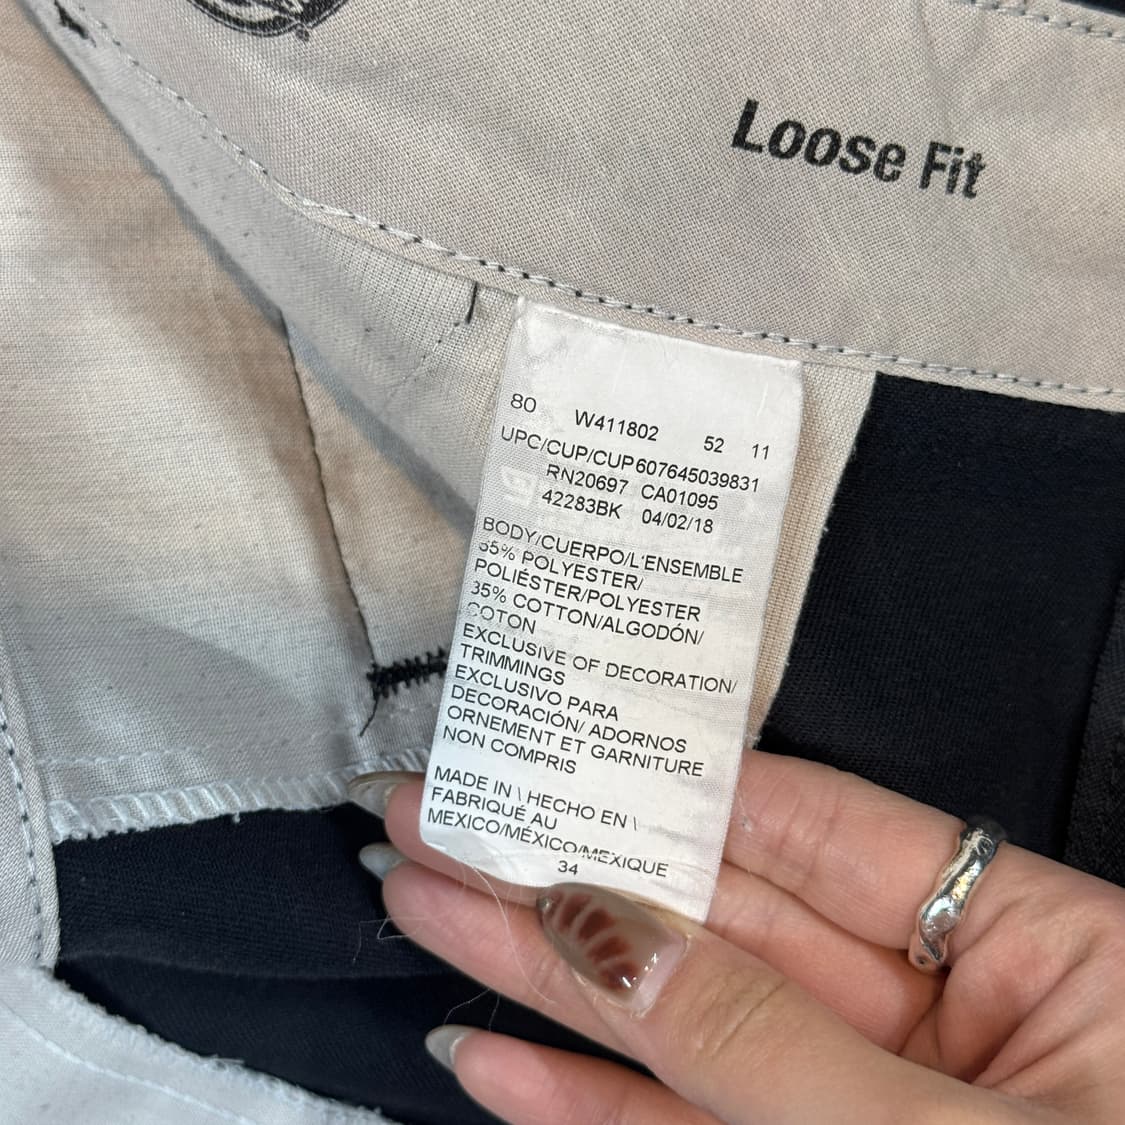 Loose Fit
80 W411802 52 11
UPC/CUP/CUP607645039831
RN20697 CA01095
42283BK 04/02/18
BODY/CUERPO/L'ENSEMBLE
65% POLYESTER/
POLIÉSTER/POLYESTER
35% COTTON/ALGODÓN/
COTON
EXCLUSIVE OF DECORATION/
TRIMMINGS
EXCLUSIVO PARA
DECORACIÓN/ ADORNOS
ORNEMENT ET GARNITURE
NON COMPRIS
MADE IN \ HECHO EN \
FABRIQUÉ AU
MEXICO/MÉXICO/MEXIQUE
34